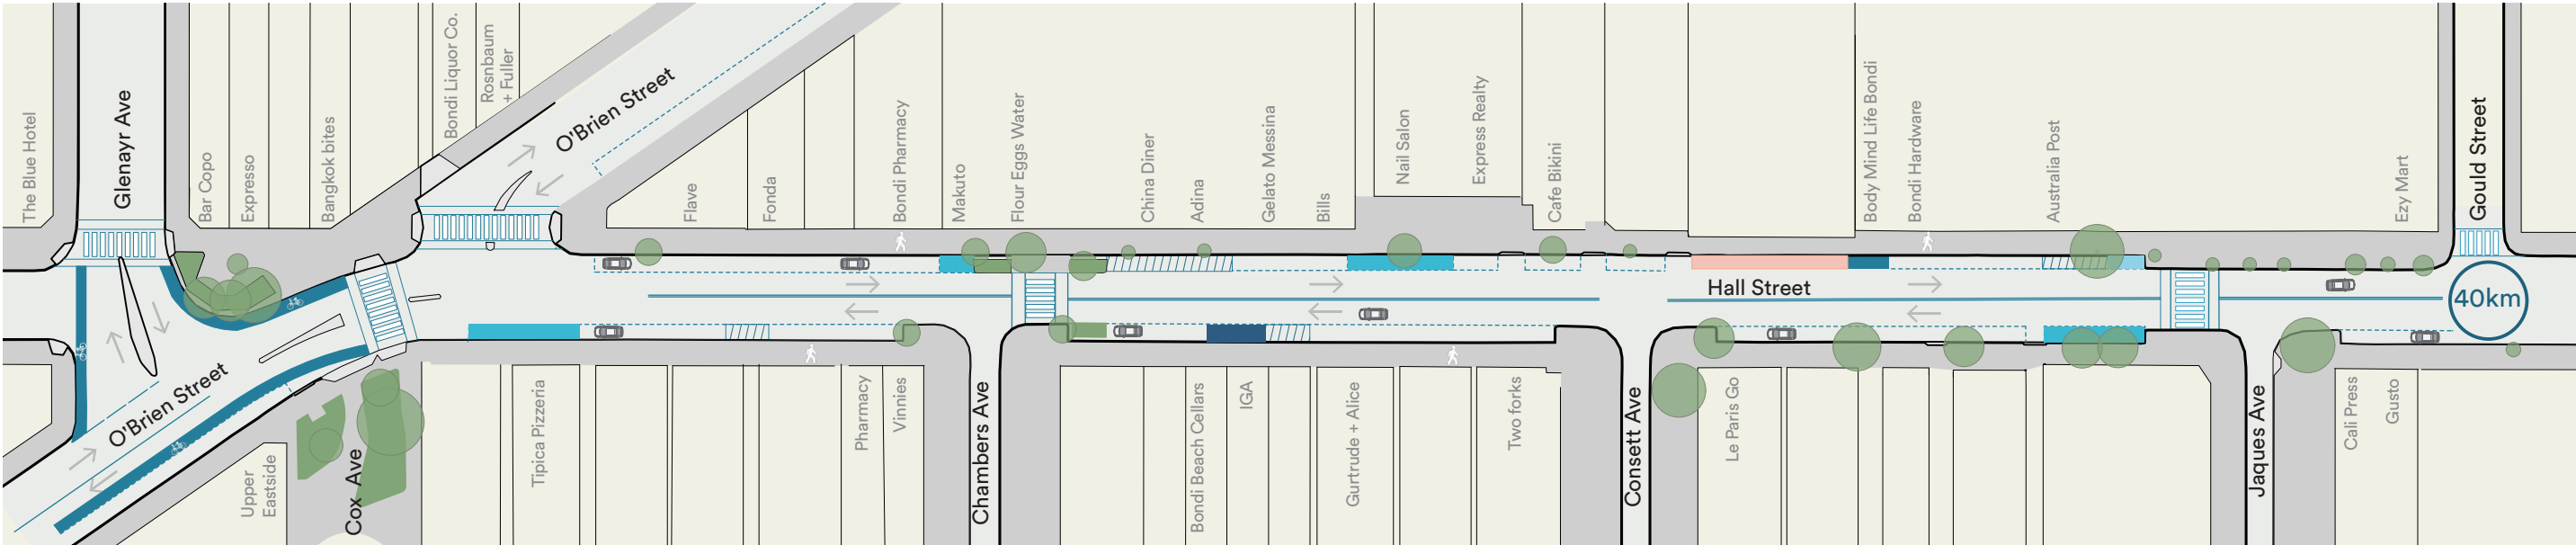 The Blue Hotel
Glenayr Ave
Bar Copo
Expresso
Bangkok bites
Bondi Liquor Co.
Rosnbaum
+ Fuller
O'Brien Street
Flave
Fonda
Bondi Pharmacy
Makuto
Flour Eggs Water
China Diner
Adina
Gelato Messina
Bills
Nail Salon
Express Realty
Cafe Bikini
Body Mind Life Bondi
Bondi Hardware
Australia Post
Ezy Mart
Gould Street
Hall Street
40km
O'Brien Street
Upper
Eastside
Cox Ave
Tipica Pizzeria
Pharmacy
Vinnies
Chambers Ave
Bondi Beach Cellars
IGA
Gurtrude + Alice
Two forks
Consett Ave
Le Paris Go
Jaques Ave
Cali Press
Gusto